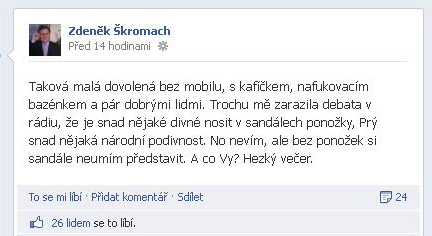 Zdeněk Škromach
Před 14 hodinami
Taková malá dovolená bez mobilu, s kafíčkem, nafukovacím
bazénkem a pár dobrými lidmi. Trochu mě zarazila debata v
rádiu, že je snad nějaké divné nosit v sandálech ponožky, Prý
snad nějaká národní podivnost. No nevím, ale bez ponožek si
sandále neumím představit. A co Vy? Hezký večer.
To se mi líbí · Přidat komentář · Sdílet 24
26 lidem se to líbí.